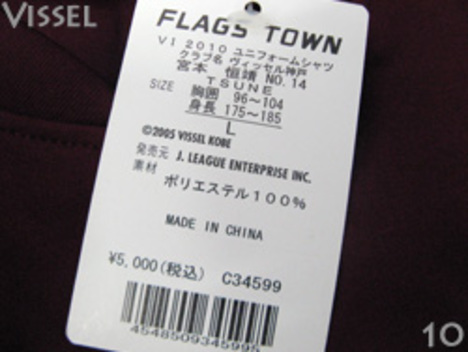 VISSEL
FLAGS TOWN
VI 2010 ユニフォームシャツ
クラブ& ヴィッセル神戸
宮本 恒靖 NO.14
TSUNE
SIZE 胸囲 96～104
身長 175～185
L
©2005 VISSEL KOBE
発売元 J. LEAGUE ENTERPRISE INC.
素材
ポリエステル100%
MADE IN CHINA
¥5,000(税込) C34599
4548509345995
10